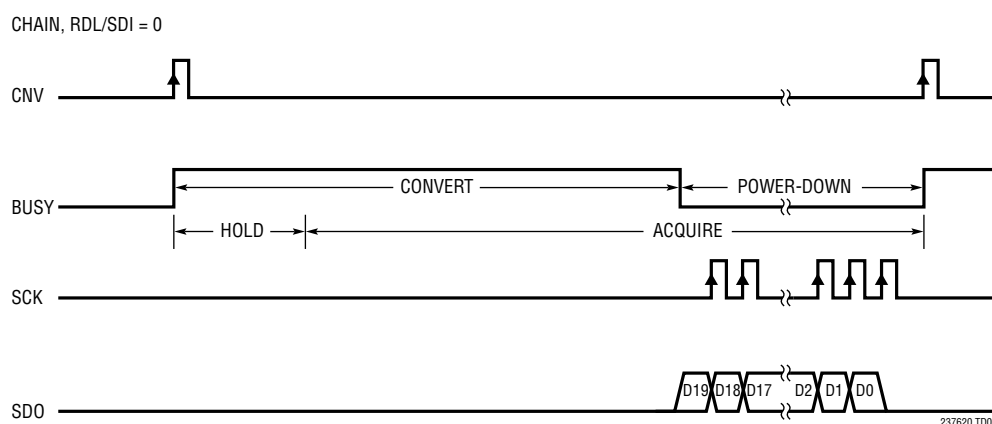 CHAIN, RDL/SDI = 0
CNV
CONVERT
POWER-DOWN
BUSY
HOLD
ACQUIRE
SCK
D19 D18 D17 D2 D1 D0
SDO
237620 TD0